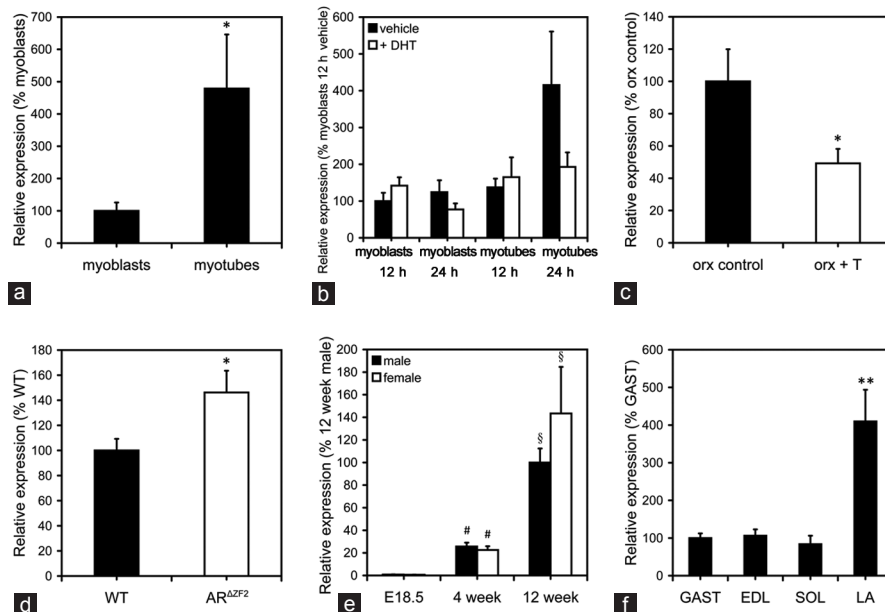 Relative expression (% myoblasts)
800
700
600
500
400
300
200
100
0
*
myoblasts
myotubes
a
Relative expression (% myoblasts 12 h vehicle)
600
500
400
300
200
100
0
vehicle
+ DHT
myoblasts myoblasts myotubes myotubes
12 h 24 h 12 h 24 h
b
Relative expression (% orx control)
140
120
100
80
60
40
20
0
*
orx control
orx + T
c
Relative expression (% WT)
180
160
140
120
100
80
60
40
20
0
*
WT
ARΔZF2
d
Relative expression (% 12 week male)
200
180
160
140
120
100
80
60
40
20
0
male
female
# #
§ §
E18.5 4 week 12 week
e
Relative expression (% GAST)
600
500
400
300
200
100
0
**
GAST EDL SOL LA
f